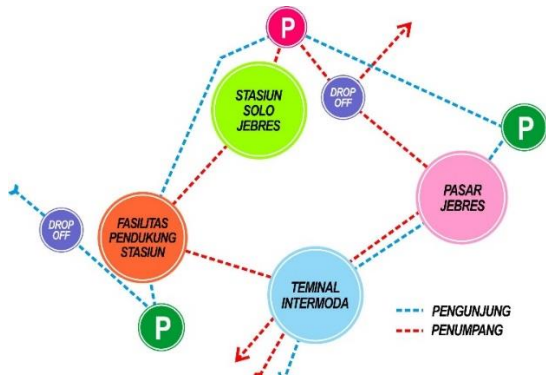 P
STASIUN
SOLO
JEBRES
DROP
OFF
P
PASAR
JEBRES
DROP
OFF
FASILITAS
PENDUKUNG
STASIUN
TEMINAL
INTERMODA
P
PENGUNJUNG
PENUMPANG